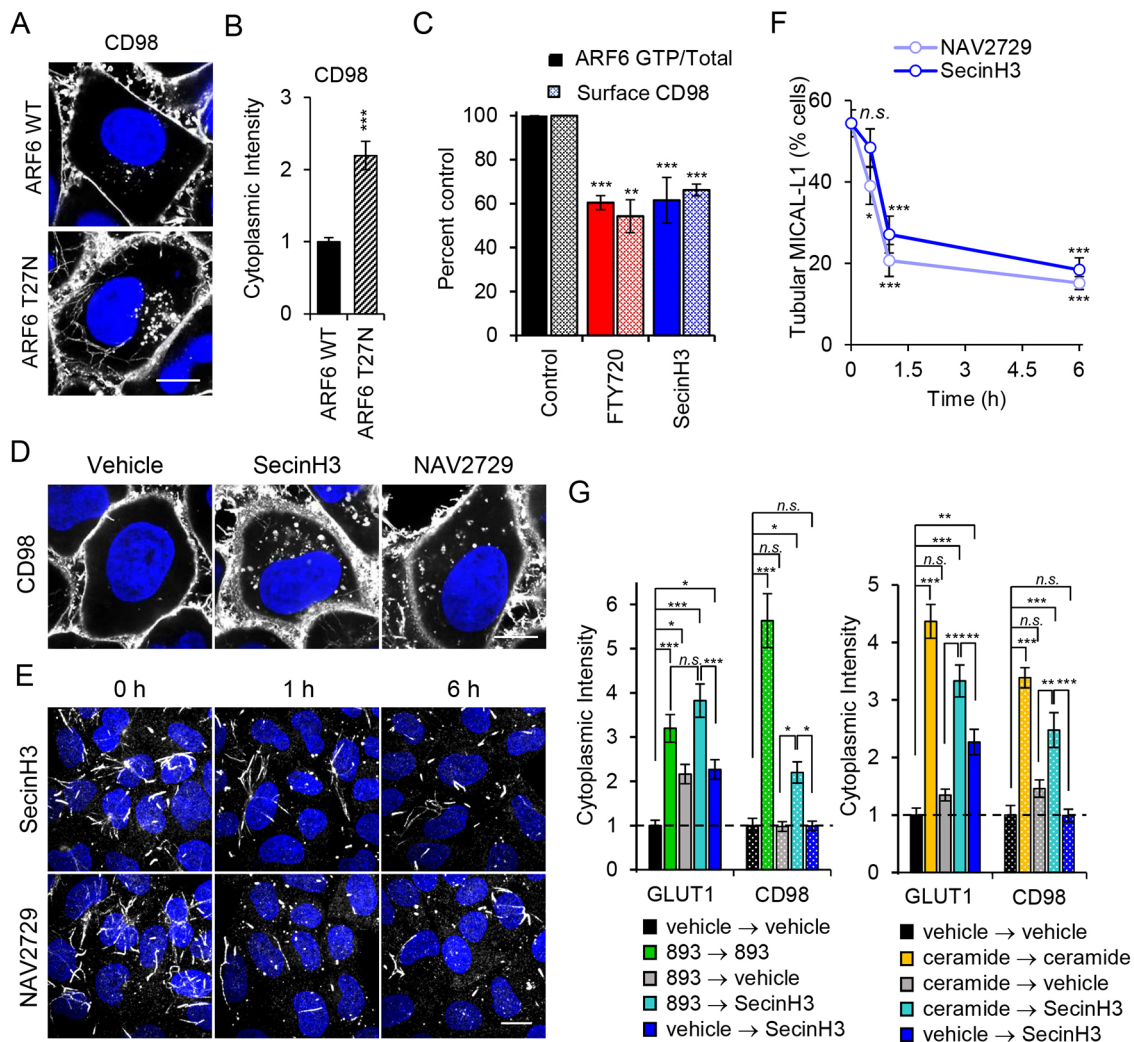 A
CD98
ARF6 WT
ARF6 T27N
B
CD98
Cytoplasmic Intensity
3
2
1
0
***
ARF6 WT
ARF6 T27N
C
ARF6 GTP/Total
Surface CD98
Percent control
100
80
60
40
20
0
***
**
***
***
Control
FTY720
SecinH3
F
NAV2729
SecinH3
Tubular MICAL-L1 (% cells)
60
40
20
0
n.s.
*
***
***
***
***
0
1.5
3
4.5
6
Time (h)
D
Vehicle
SecinH3
NAV2729
CD98
E
0 h
1 h
6 h
SecinH3
NAV2729
G
Cytoplasmic Intensity
6
5
4
3
2
1
0
*
***
*
***
n.s.
***
n.s.
*
n.s.
***
*
*
GLUT1
CD98
vehicle → vehicle
893 → 893
893 → vehicle
893 → SecinH3
vehicle → SecinH3
Cytoplasmic Intensity
5
4
3
2
1
0
**
***
n.s.
***
*****
n.s.
***
n.s.
***
**
***
GLUT1
CD98
vehicle → vehicle
ceramide → ceramide
ceramide → vehicle
ceramide → SecinH3
vehicle → SecinH3